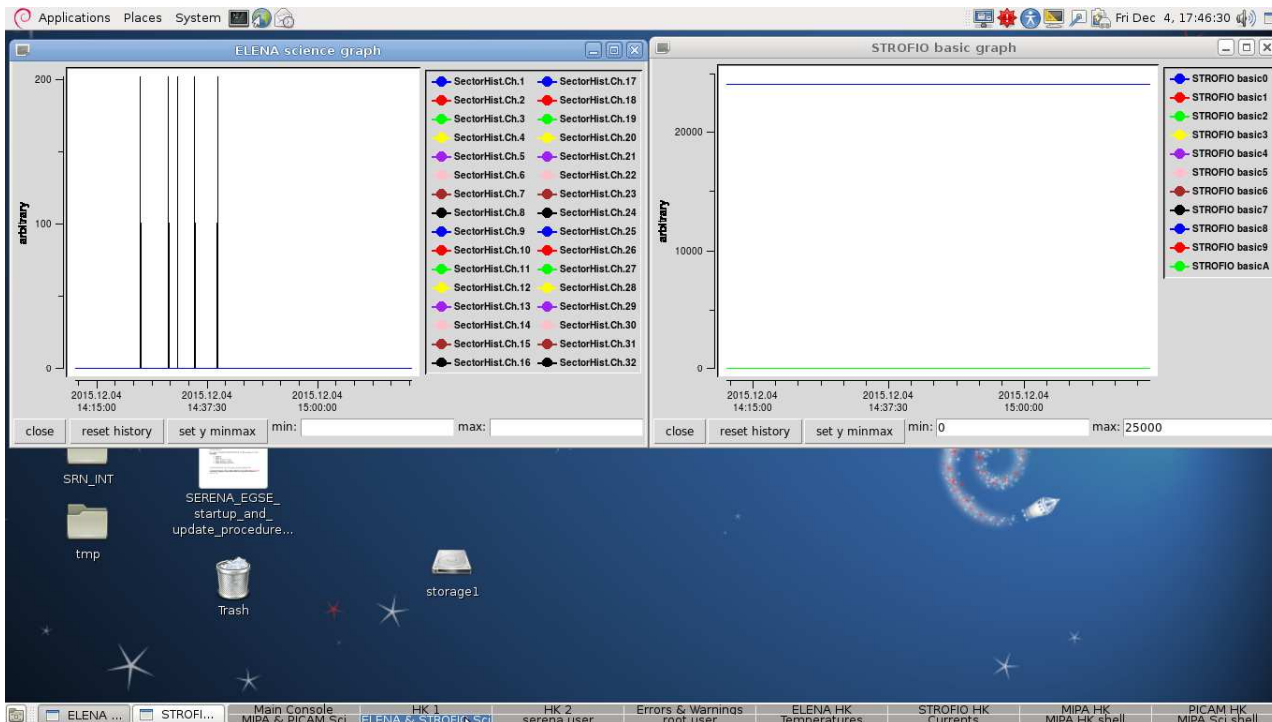 Applications Places System Fri Dec 4, 17:46:30
ELENA science graph
200
100
0
arbitrary
2015.12.04 2015.12.04 2015.12.04
14:15:00 14:37:30 15:00:00
SectorHist.Ch.1 SectorHist.Ch.17
SectorHist.Ch.2 SectorHist.Ch.18
SectorHist.Ch.3 SectorHist.Ch.19
SectorHist.Ch.4 SectorHist.Ch.20
SectorHist.Ch.5 SectorHist.Ch.21
SectorHist.Ch.6 SectorHist.Ch.22
SectorHist.Ch.7 SectorHist.Ch.23
SectorHist.Ch.8 SectorHist.Ch.24
SectorHist.Ch.9 SectorHist.Ch.25
SectorHist.Ch.10 SectorHist.Ch.26
SectorHist.Ch.11 SectorHist.Ch.27
SectorHist.Ch.12 SectorHist.Ch.28
SectorHist.Ch.13 SectorHist.Ch.29
SectorHist.Ch.14 SectorHist.Ch.30
SectorHist.Ch.15 SectorHist.Ch.31
SectorHist.Ch.16 SectorHist.Ch.32
close reset history set y minmax min: max:
STROFIO basic graph
20000
10000
0
arbitrary
2015.12.04 2015.12.04 2015.12.04
14:15:00 14:37:30 15:00:00
STROFIO basic0
STROFIO basic1
STROFIO basic2
STROFIO basic3
STROFIO basic4
STROFIO basic5
STROFIO basic6
STROFIO basic7
STROFIO basic8
STROFIO basic9
STROFIO basicA
close reset history set y minmax min: 0 max: 25000
SRN_INT
SERENA_EGSE_
startup_and_
update_procedure...
tmp
Trash
storage1
ELENA ... STROFI...
Main Console HK 1 HK 2 Errors & Warnings ELENA HK STROFIO HK MIPA HK PICAM HK
MIPA & PICAM Sci ELENA & STROFIO Sci serena user root user Temperatures Currents MIPA HK shell MIPA Sci shell